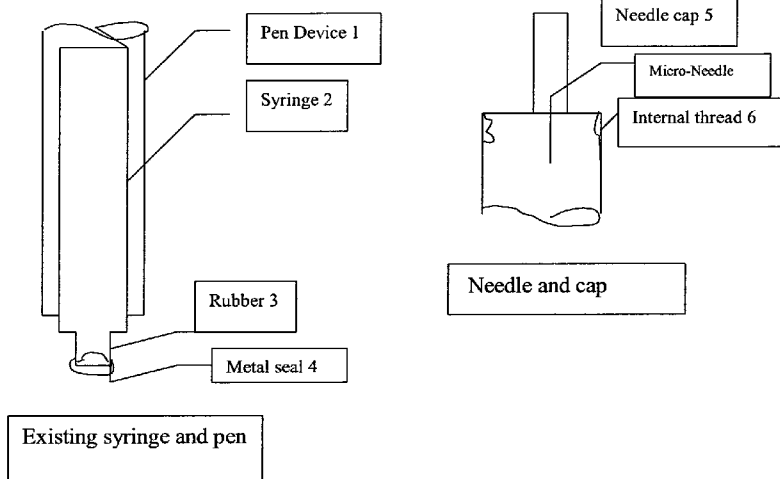 Pen Device 1
Syringe 2
Rubber 3
Metal seal 4
Existing syringe and pen
Needle cap 5
Micro-Needle
Internal thread 6
Needle and cap